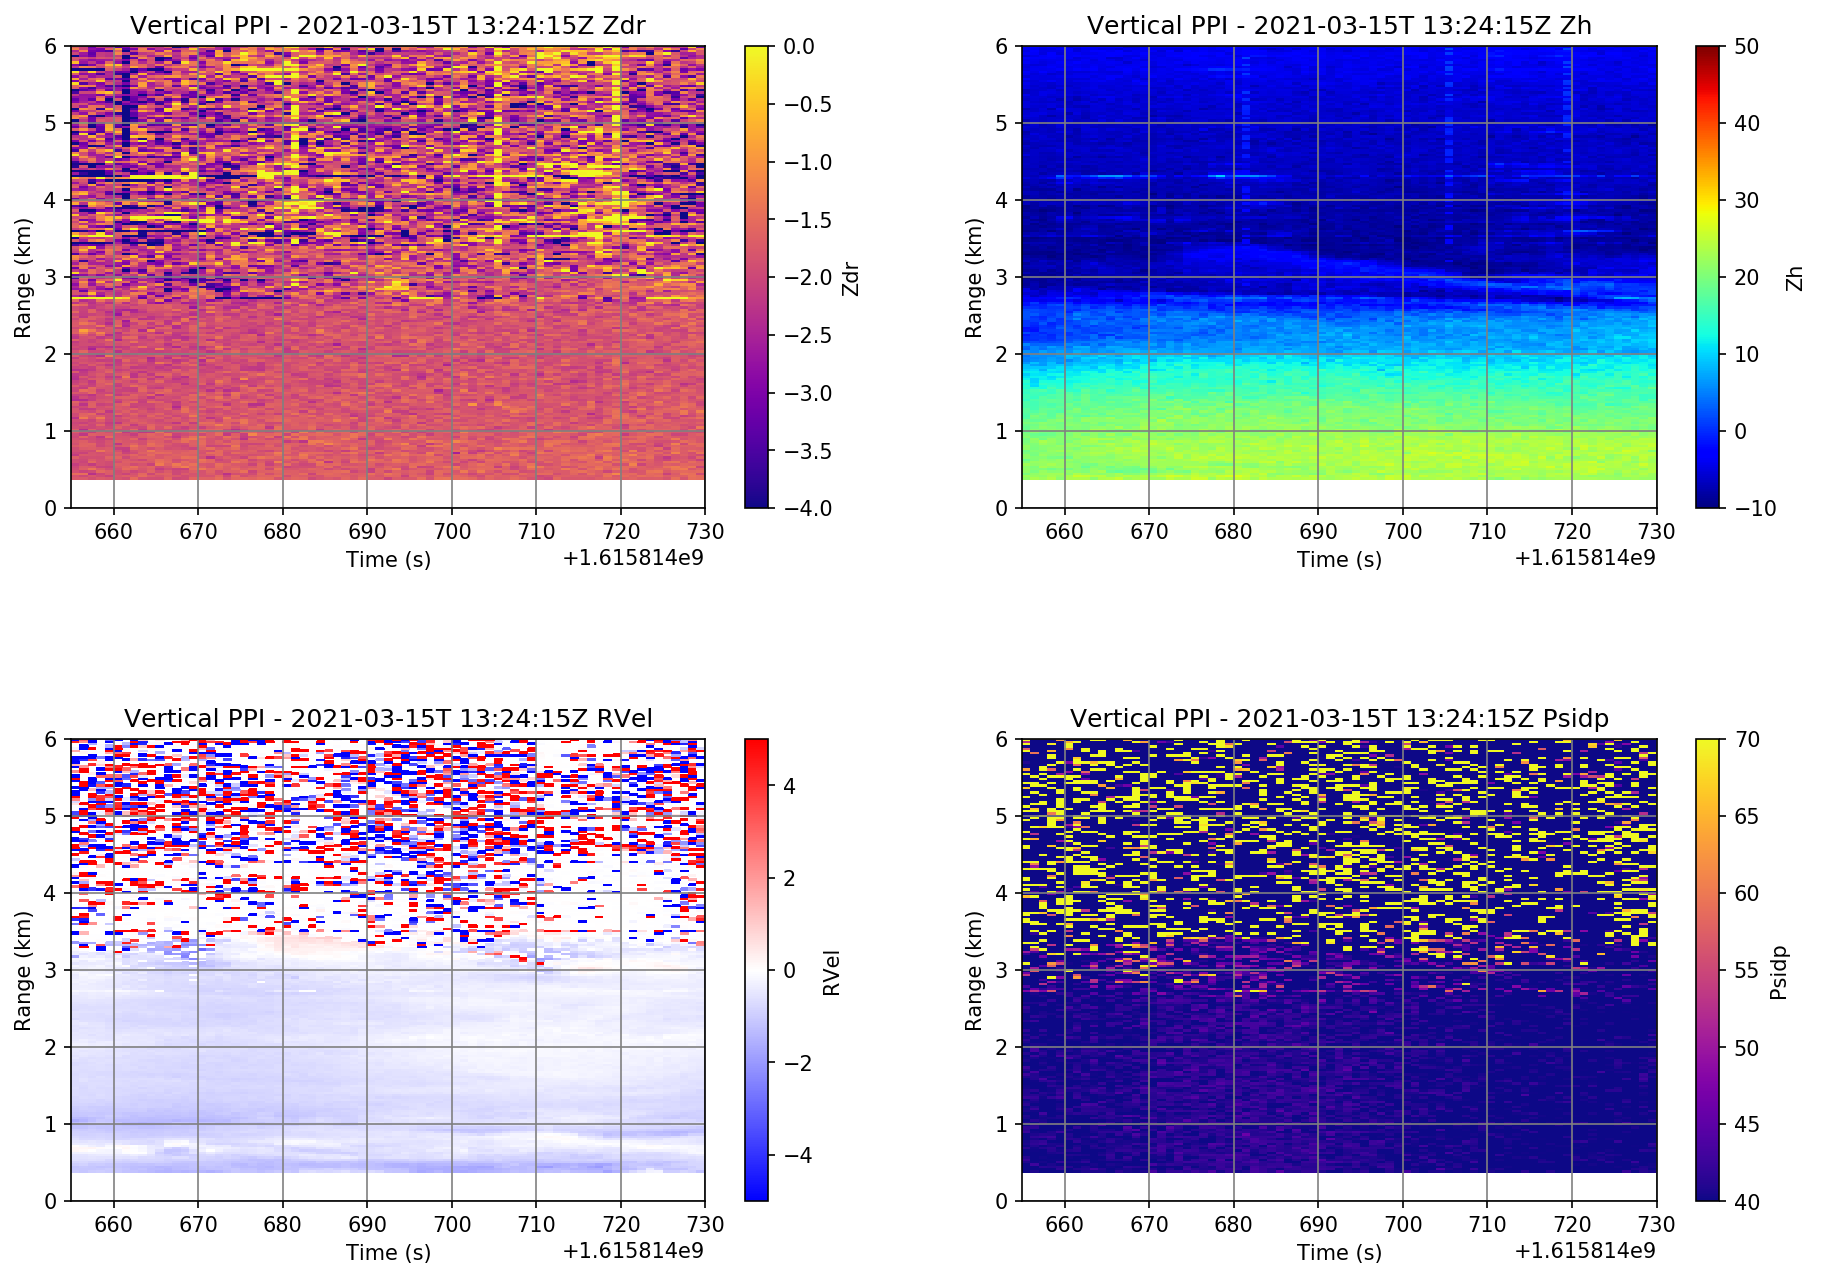 Vertical PPI - 2021-03-15T 13:24:15Z Zdr
6
5
4
3
2
1
0
Range (km)
660 670 680 690 700 710 720 730
Time (s)
+1.615814e9
0.0
−0.5
−1.0
−1.5
−2.0
−2.5
−3.0
−3.5
−4.0
Zdr
Vertical PPI - 2021-03-15T 13:24:15Z Zh
6
5
4
3
2
1
0
Range (km)
660 670 680 690 700 710 720 730
Time (s)
+1.615814e9
50
40
30
20
10
0
−10
Zh
Vertical PPI - 2021-03-15T 13:24:15Z RVel
6
5
4
3
2
1
0
Range (km)
660 670 680 690 700 710 720 730
Time (s)
+1.615814e9
4
2
0
−2
−4
RVel
Vertical PPI - 2021-03-15T 13:24:15Z Psidp
6
5
4
3
2
1
0
Range (km)
660 670 680 690 700 710 720 730
Time (s)
+1.615814e9
70
65
60
55
50
45
40
Psidp